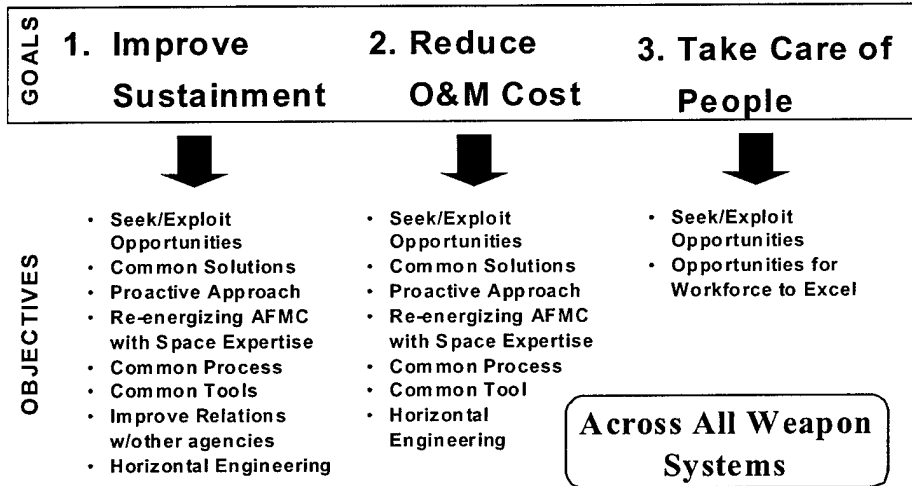 GOALS
1. Improve
Sustainment
2. Reduce
O&M Cost
3. Take Care of
People
OBJECTIVES
• Seek/Exploit
Opportunities
• Common Solutions
• Proactive Approach
• Re-energizing AFMC
with Space Expertise
• Common Process
• Common Tools
• Improve Relations
w/other agencies
• Horizontal Engineering
• Seek/Exploit
Opportunities
• Common Solutions
• Proactive Approach
• Re-energizing AFMC
with Space Expertise
• Common Process
• Common Tool
• Horizontal
Engineering
• Seek/Exploit
Opportunities
• Opportunities for
Workforce to Excel
Across All Weapon
Systems